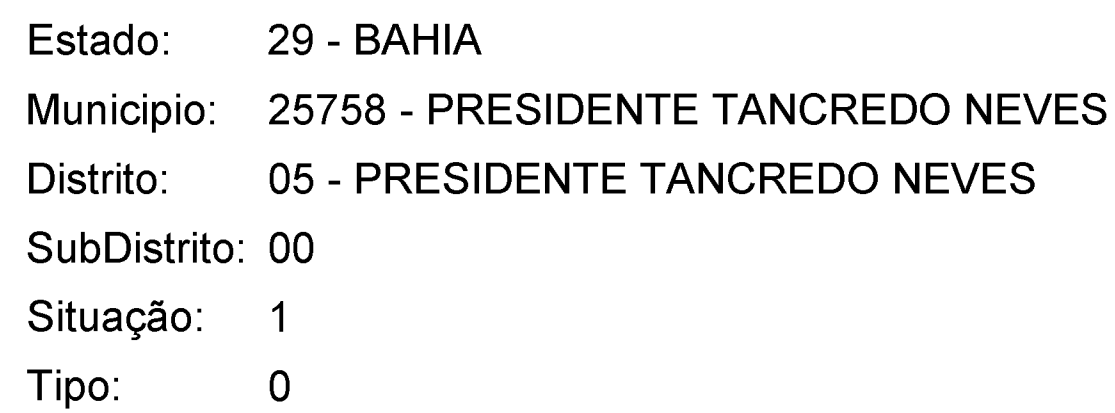 Estado: 29 - BAHIA
Municipio: 25758 - PRESIDENTE TANCREDO NEVES
Distrito: 05 - PRESIDENTE TANCREDO NEVES
SubDistrito: 00
Situação: 1
Tipo: 0